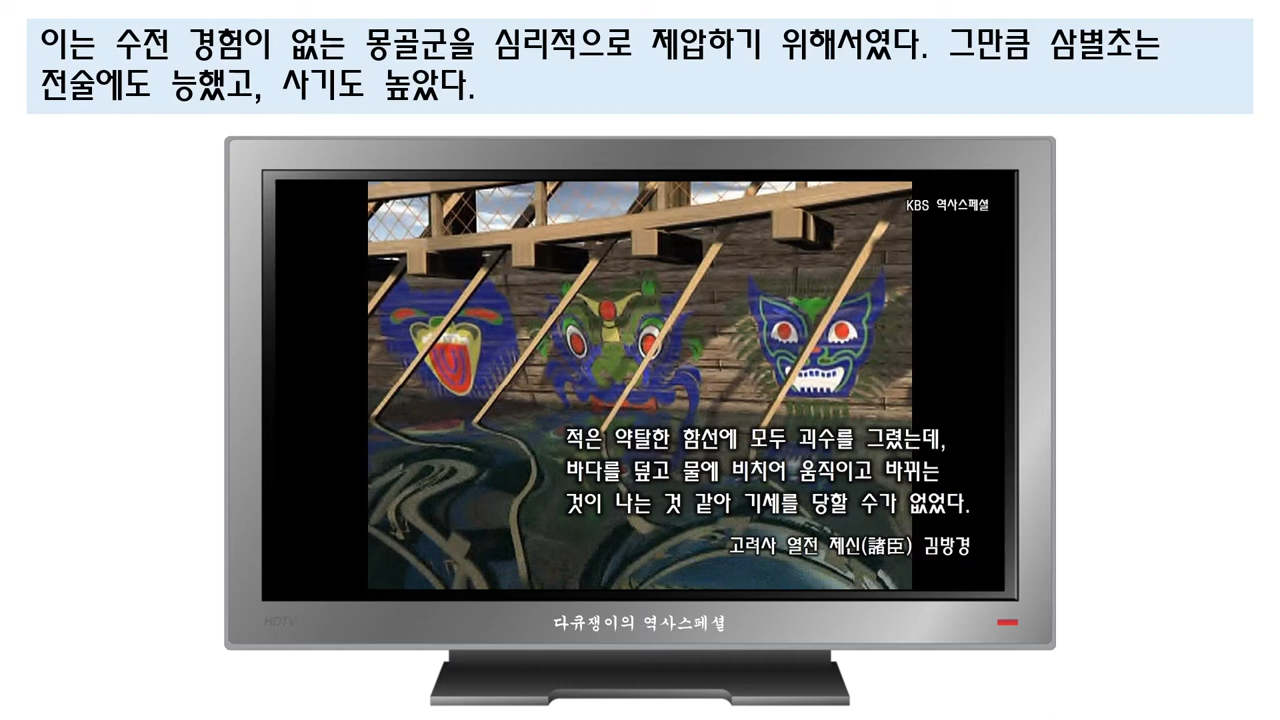 이는 수전 경험이 없는 몽골군을 심리적으로 제압하기 위해서였다. 그만큼 삼별초는
전술에도 능했고, 사기도 높았다.
KBS 역사스페셜
적은 약탈한 함선에 모두 괴수를 그렸는데,
바다를 덮고 물에 비치어 움직이고 바뀌는
것이 나는 것 같아 기세를 당할 수가 없었다.
고려사 열전 제신(諸臣) 김방경
HDTV
다큐쟁이의 역사스페셜